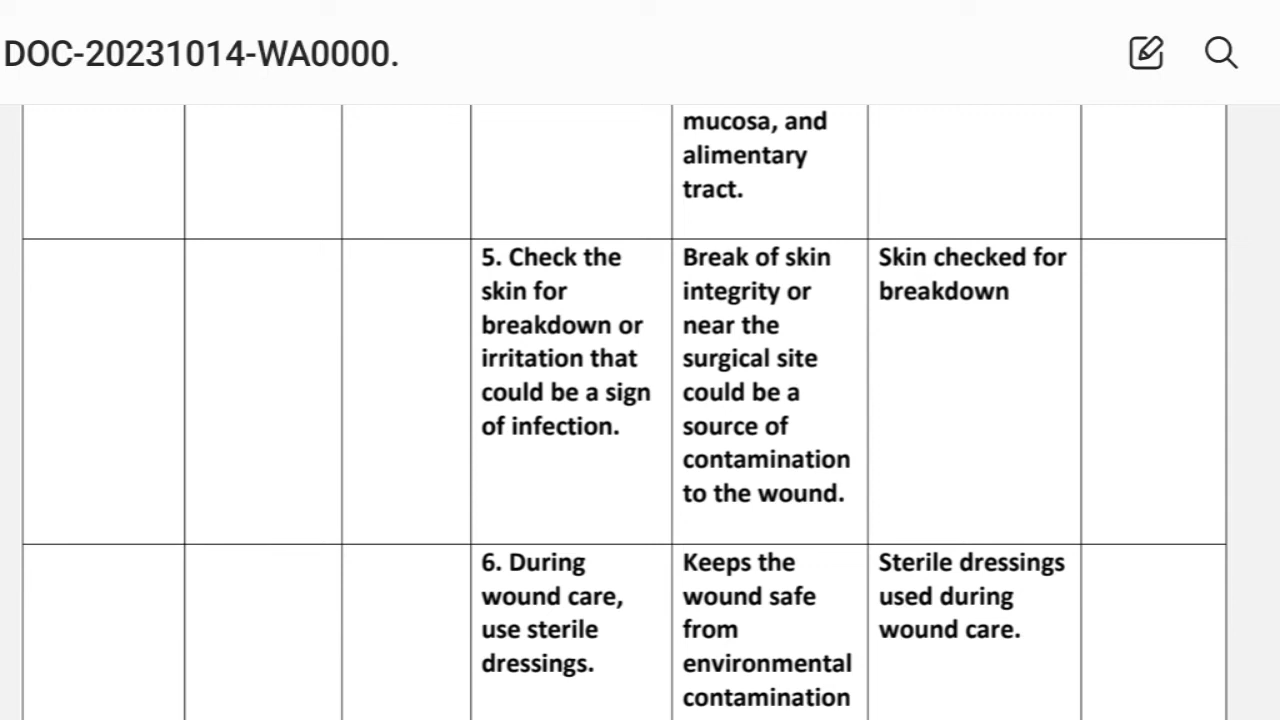 DOC-20231014-WA0000.
mucosa, and
alimentary
tract.
5. Check the
skin for
breakdown or
irritation that
could be a sign
of infection.
Break of skin
integrity or
near the
surgical site
could be a
source of
contamination
to the wound.
Skin checked for
breakdown
6. During
wound care,
use sterile
dressings.
Keeps the
wound safe
from
environmental
contamination
Sterile dressings
used during
wound care.